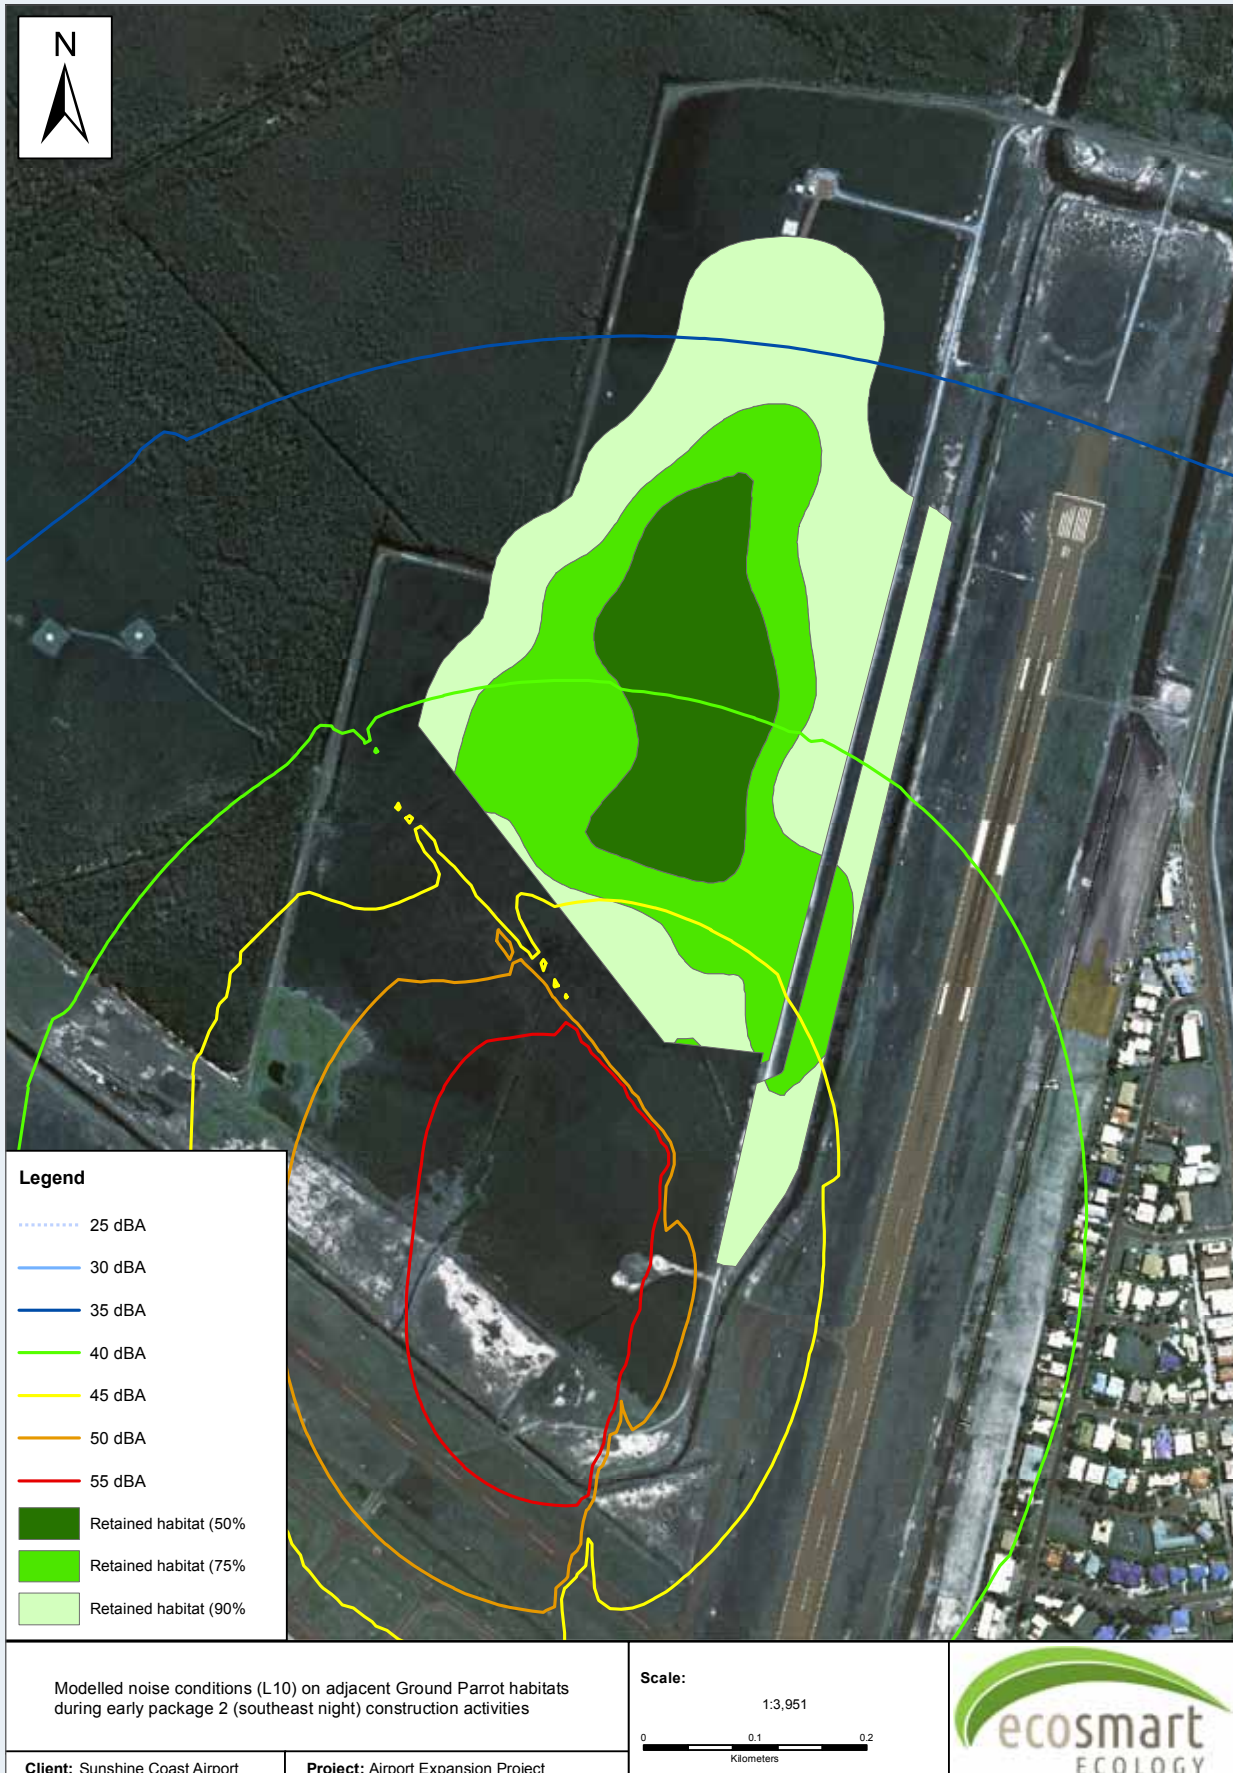 N
Legend
25 dBA
30 dBA
35 dBA
40 dBA
45 dBA
50 dBA
55 dBA
Retained habitat (50%
Retained habitat (75%
Retained habitat (90%
Modelled noise conditions (L10) on adjacent Ground Parrot habitats
during early package 2 (southeast night) construction activities
Scale:
1:3,951
0 0.1 0.2
Kilometers
ecosmart
ECOLOGY
Client: Sunshine Coast Airport
Project: Airport Expansion Project